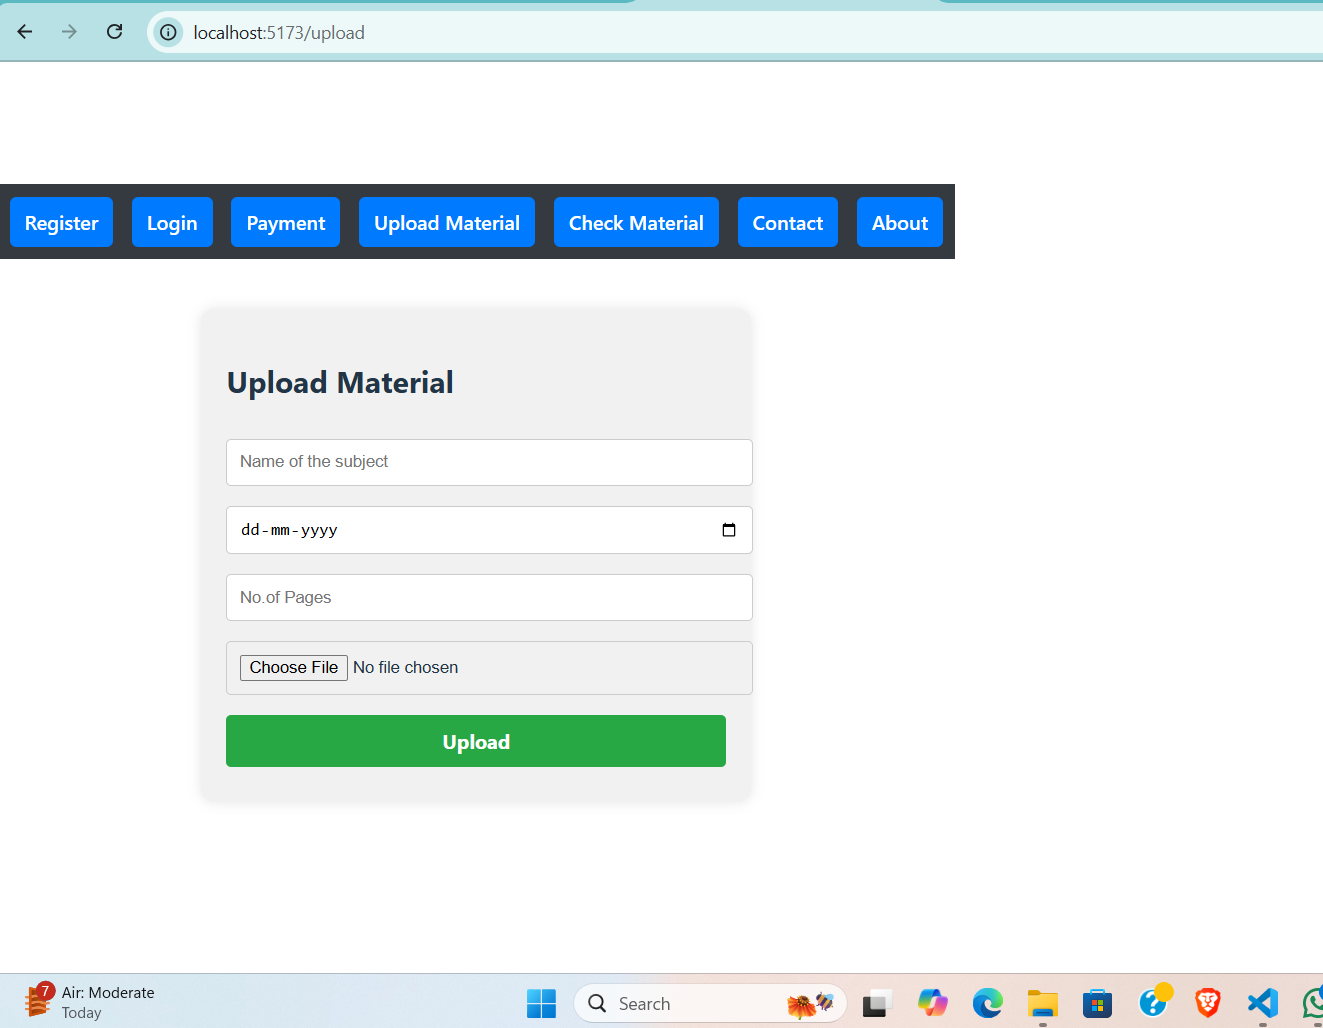 localhost:5173/upload
Register Login Payment Upload Material Check Material Contact About
Upload Material
Name of the subject
dd-mm-yyyy
No.of Pages
Choose File No file chosen
Upload
7
Air: Moderate
Today
Search